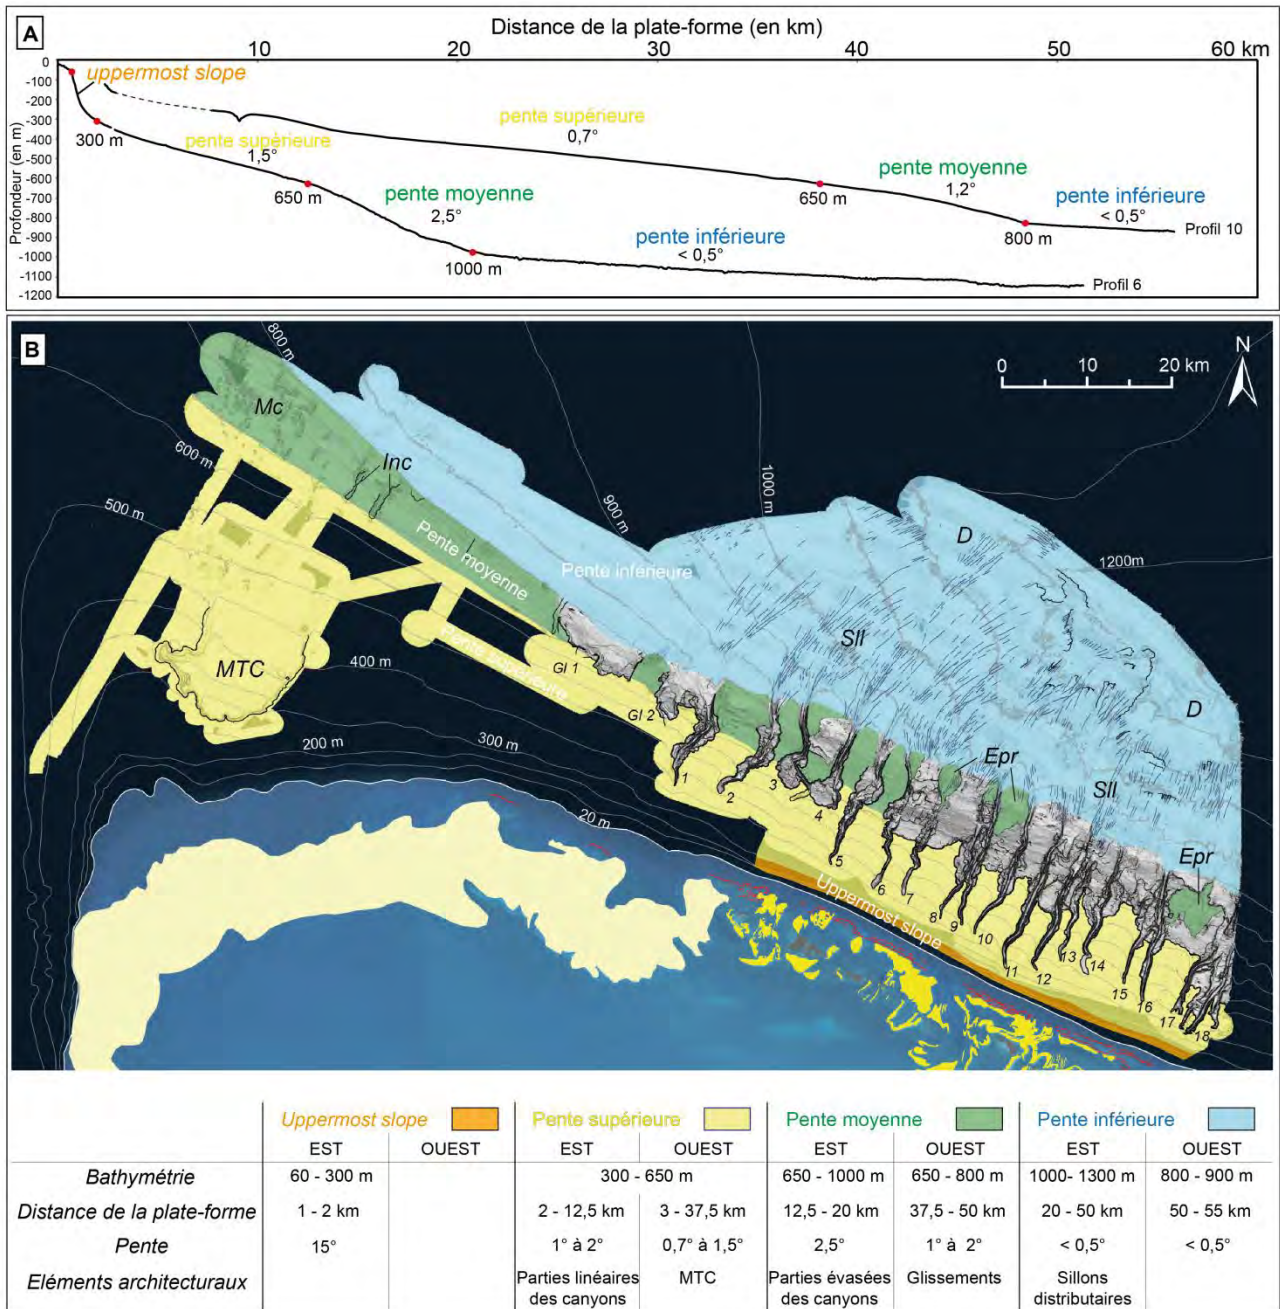 A
Distance de la plate-forme (en km)
10 20 30 40 50 60 km
Profondeur (en m)
0
-100
-200
-300
-400
-500
-600
-700
-800
-900
-1000
-1100
-1200
uppermost slope
300 m
pente supérieure
1,5°
650 m
pente moyenne
2,5°
1000 m
pente inférieure
< 0,5°
Profil 6
pente supérieure
0,7°
650 m
pente moyenne
1,2°
800 m
pente inférieure
< 0,5°
Profil 10
B
N
0 10 20 km
800 m
Mc
Inc
600 m
500 m
900 m
1000 m
1200m
D
D
Pente moyenne
Pente inférieure
Pente supérieure
Sll
Sll
MTC
400 m
300 m
200 m
20 m
Gl 1
Gl 2
Epr
Epr
Uppermost slope
1
2
3
4
5
6
7
8
9
10
11
12
13
14
15
16
17
18
Uppermost slope Pente supérieure Pente moyenne Pente inférieure
EST OUEST EST OUEST EST OUEST EST OUEST
Bathymétrie 60 - 300 m 300 - 650 m 650 - 1000 m 650 - 800 m 1000- 1300 m 800 - 900 m
Distance de la plate-forme 1 - 2 km 2 - 12,5 km 3 - 37,5 km 12,5 - 20 km 37,5 - 50 km 20 - 50 km 50 - 55 km
Pente 15° 1° à 2° 0,7° à 1,5° 2,5° 1° à 2° < 0,5° < 0,5°
Eléments architecturaux Parties linéaires MTC Parties évasées Glissements Sillons
des canyons des canyons distributaires